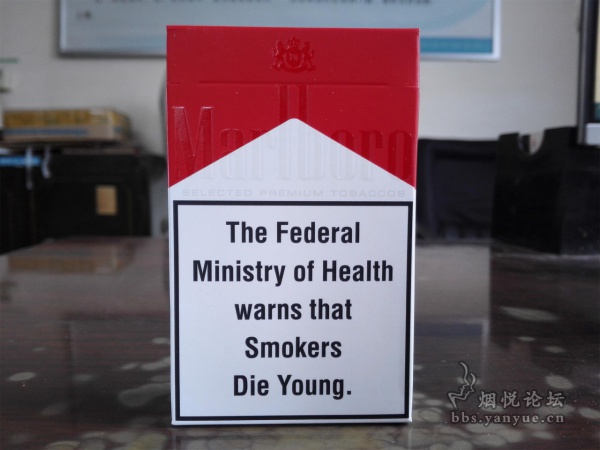 Marlboro
SELECTED PREMIUM TOBACCOS
The Federal
Ministry of Health
warns that
Smokers
Die Young.
烟悦论坛
bbs.yanyue.cn